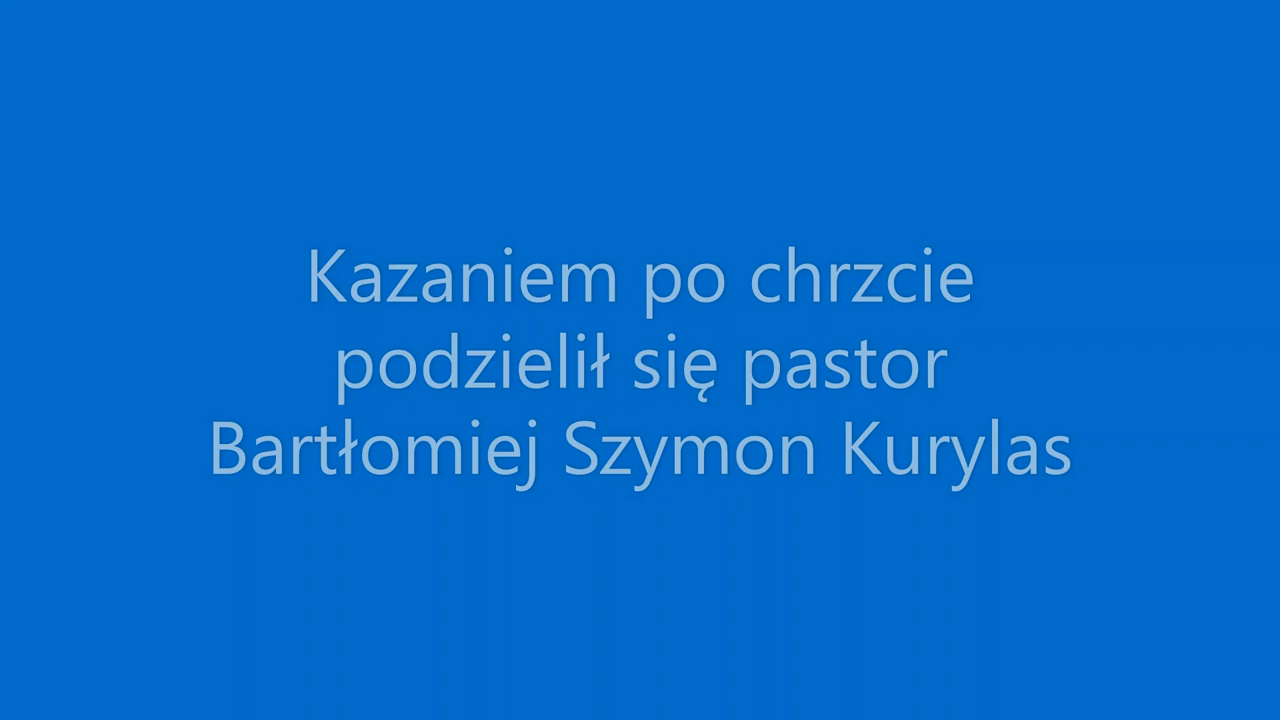 Kazaniem po chrzcie
podzielił się pastor
Bartłomiej Szymon Kurylas